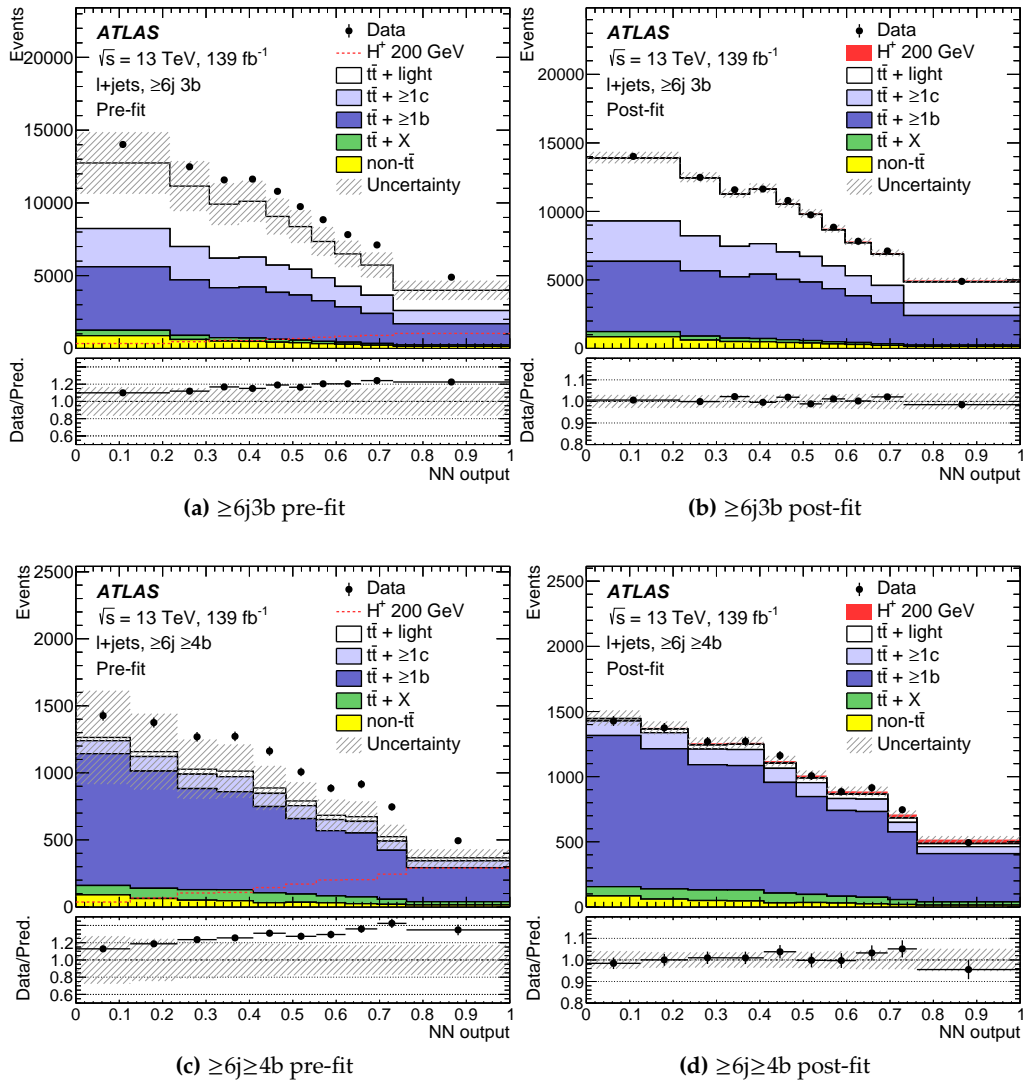 Events
ATLAS
√s = 13 TeV, 139 fb⁻¹
l+jets, ≥6j 3b
Pre-fit
Data
H⁺ 200 GeV
tt̄ + light
tt̄ + ≥1c
tt̄ + ≥1b
tt̄ + X
non-tt̄
Uncertainty
20000
15000
10000
5000
0
Data/Pred.
1.2
1.0
0.8
0.6
0 0.1 0.2 0.3 0.4 0.5 0.6 0.7 0.8 0.9 1
NN output
(a) ≥6j3b pre-fit
Events
ATLAS
√s = 13 TeV, 139 fb⁻¹
l+jets, ≥6j 3b
Post-fit
Data
H⁺ 200 GeV
tt̄ + light
tt̄ + ≥1c
tt̄ + ≥1b
tt̄ + X
non-tt̄
Uncertainty
20000
15000
10000
5000
0
Data/Pred.
1.1
1.0
0.9
0.8
0 0.1 0.2 0.3 0.4 0.5 0.6 0.7 0.8 0.9 1
NN output
(b) ≥6j3b post-fit
Events
ATLAS
√s = 13 TeV, 139 fb⁻¹
l+jets, ≥6j ≥4b
Pre-fit
Data
H⁺ 200 GeV
tt̄ + light
tt̄ + ≥1c
tt̄ + ≥1b
tt̄ + X
non-tt̄
Uncertainty
2500
2000
1500
1000
500
0
Data/Pred.
1.4
1.2
1.0
0.8
0.6
0 0.1 0.2 0.3 0.4 0.5 0.6 0.7 0.8 0.9 1
NN output
(c) ≥6j≥4b pre-fit
Events
ATLAS
√s = 13 TeV, 139 fb⁻¹
l+jets, ≥6j ≥4b
Post-fit
Data
H⁺ 200 GeV
tt̄ + light
tt̄ + ≥1c
tt̄ + ≥1b
tt̄ + X
non-tt̄
Uncertainty
2500
2000
1500
1000
500
0
Data/Pred.
1.1
1.0
0.9
0.8
0 0.1 0.2 0.3 0.4 0.5 0.6 0.7 0.8 0.9 1
NN output
(d) ≥6j≥4b post-fit